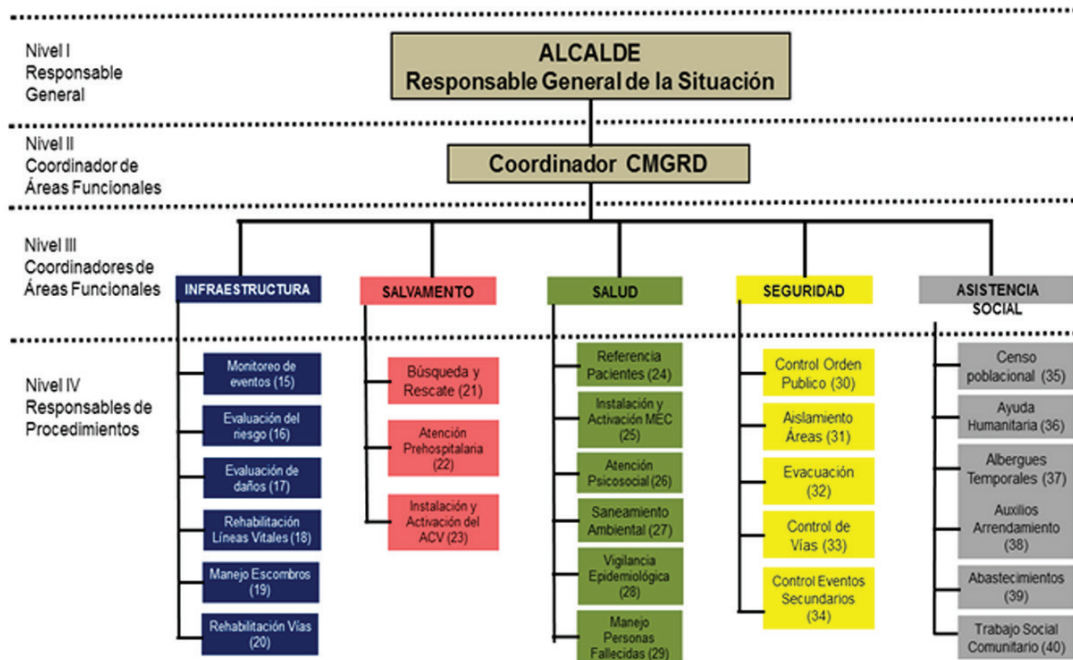 Nivel I
Responsable
General
ALCALDE
Responsable General de la Situación
Nivel II
Coordinador de
Áreas Funcionales
Coordinador CMGRD
Nivel III
Coordinadores de
Áreas Funcionales
INFRAESTRUCTURA
SALVAMENTO
SALUD
SEGURIDAD
ASISTENCIA
SOCIAL
Nivel IV
Responsables de
Procedimientos
Monitoreo de
eventos (15)
Evaluación del
riesgo (16)
Evaluación de
daños (17)
Rehabilitación
Líneas Vitales (18)
Manejo Escombros
(19)
Rehabilitación Vías
(20)
Búsqueda y
Rescate (21)
Atención
Prehospitalaria
(22)
Instalación y
Activación del
ACV (23)
Referencia
Pacientes (24)
Instalación y
Activación MEC
(25)
Atención
Psicosocial (26)
Saneamiento
Ambiental (27)
Vigilancia
Epidemiológica
(28)
Manejo
Personas
Fallecidas (29)
Control Orden
Publico (30)
Aislamiento
Áreas (31)
Evacuación
(32)
Control de
Vías (33)
Control Eventos
Secundarios
(34)
Censo
poblacional (35)
Ayuda
Humanitaria (36)
Albergues
Temporales (37)
Auxilios
Arrendamiento
(38)
Abastecimientos
(39)
Trabajo Social
Comunitario (40)